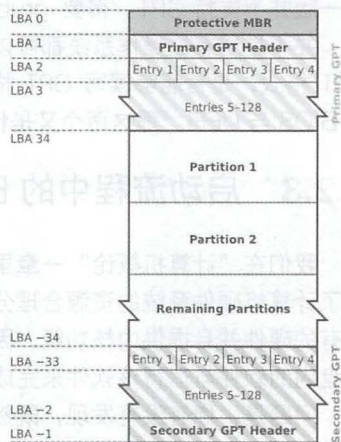 LBA 0
Protective MBR
LBA 1
Primary GPT Header
LBA 2
Entry 1 Entry 2 Entry 3 Entry 4
LBA 3
Entries 5–128
Primary GPT
LBA 34
Partition 1
Partition 2
Remaining Partitions
LBA −34
LBA −33
Entry 1 Entry 2 Entry 3 Entry 4
Entries 5–128
LBA −2
Secondary GPT Header
LBA −1
Secondary GPT